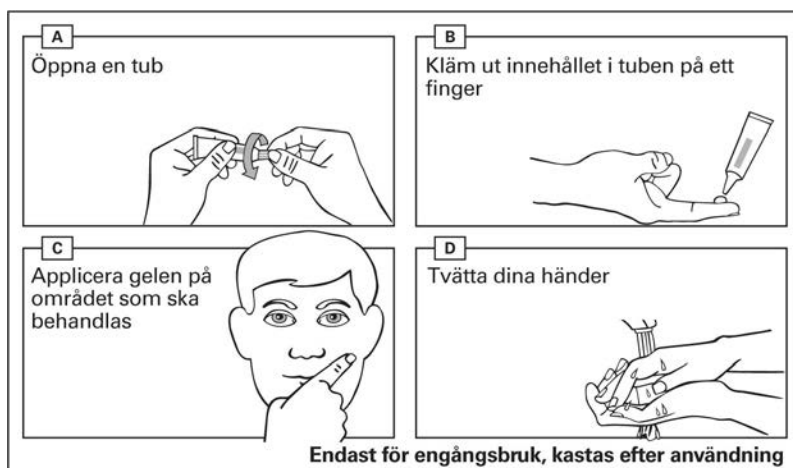 A
Öppna en tub
B
Kläm ut innehållet i tuben på ett
finger
C
Applicera gelen på
området som ska
behandlas
D
Tvätta dina händer
Endast för engångsbruk, kastas efter användning